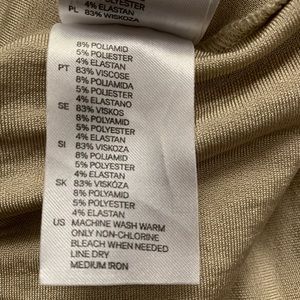 4% ELASTAN
PL 83% WISKOZA
8% POLIAMID
5% POLIESTER
4% ELASTAN
PT 83% VISCOSE
8% POLIAMIDA
5% POLIÉSTER
4% ELASTANO
SE 83% VISKOS
8% POLYAMID
5% POLYESTER
4% ELASTAN
SI 83% VISKOZA
8% POLIAMID
5% POLIESTER
4% ELASTAN
SK 83% VISKÓZA
8% POLYAMID
5% POLYESTER
4% ELASTAN
US MACHINE WASH WARM
ONLY NON-CHLORINE
BLEACH WHEN NEEDED
LINE DRY
MEDIUM IRON